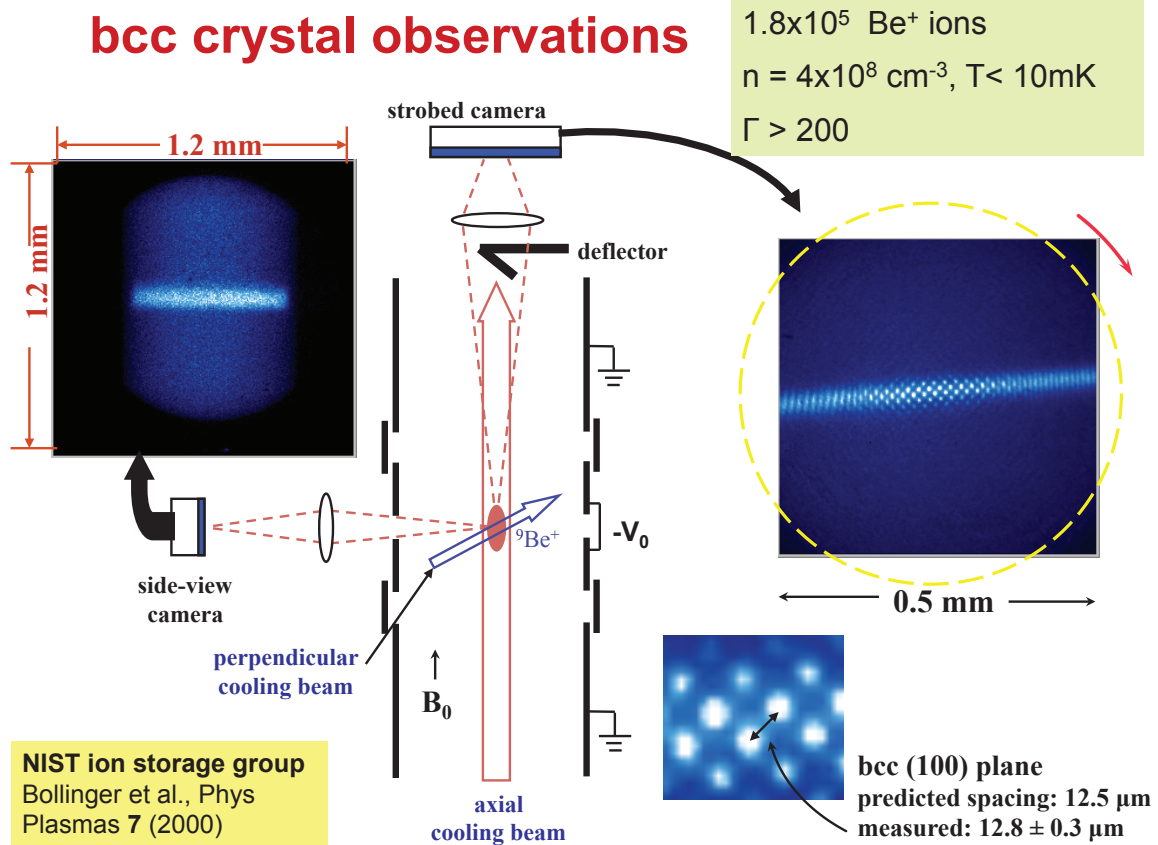 bcc crystal observations
1.8x10⁵ Be⁺ ions
n = 4x10⁸ cm⁻³, T< 10mK
Γ > 200
strobed camera
1.2 mm
1.2 mm
deflector
⁹Be⁺
-V₀
side-view
camera
0.5 mm
perpendicular
cooling beam
B₀
NIST ion storage group
Bollinger et al., Phys
Plasmas 7 (2000)
axial
cooling beam
bcc (100) plane
predicted spacing: 12.5 µm
measured: 12.8 ± 0.3 µm